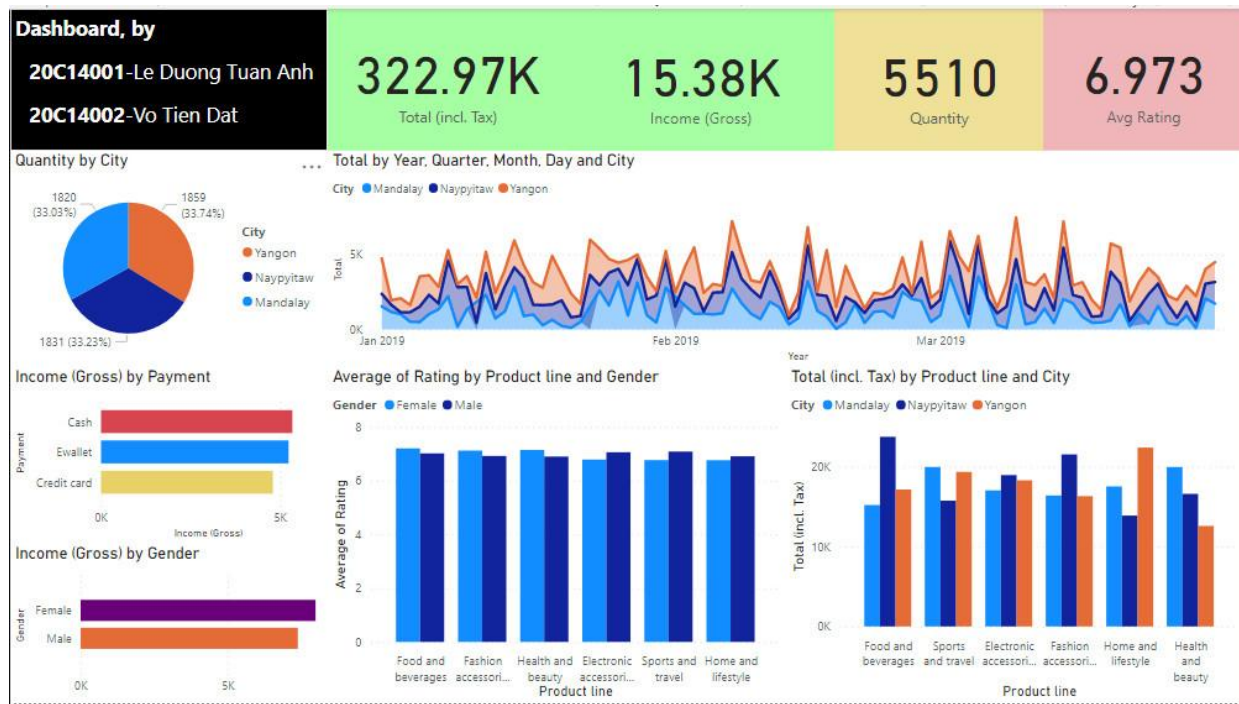 Dashboard, by
20C14001-Le Duong Tuan Anh
20C14002-Vo Tien Dat
322.97K
Total (incl. Tax)
15.38K
Income (Gross)
5510
Quantity
6.973
Avg Rating
Quantity by City
...
1820
(33.03%)
1859
(33.74%)
1831 (33.23%)
City
Yangon
Naypyitaw
Mandalay
Total by Year, Quarter, Month, Day and City
City Mandalay Naypyitaw Yangon
Total
5K
0K
Jan 2019
Feb 2019
Mar 2019
Year
Income (Gross) by Payment
Payment
Cash
Ewallet
Credit card
0K
5K
Income (Gross)
Income (Gross) by Gender
Gender
Female
Male
0K
5K
Average of Rating by Product line and Gender
Gender Female Male
Average of Rating
8
6
4
2
0
Food and
beverages
Fashion
accessori...
Health and
beauty
Electronic
accessori...
Sports and
travel
Home and
lifestyle
Product line
Total (incl. Tax) by Product line and City
City Mandalay Naypyitaw Yangon
Total (incl. Tax)
20K
10K
0K
Food and
beverages
Sports
and travel
Electronic
accessori...
Fashion
accessori...
Home and
lifestyle
Health
and
beauty
Product line